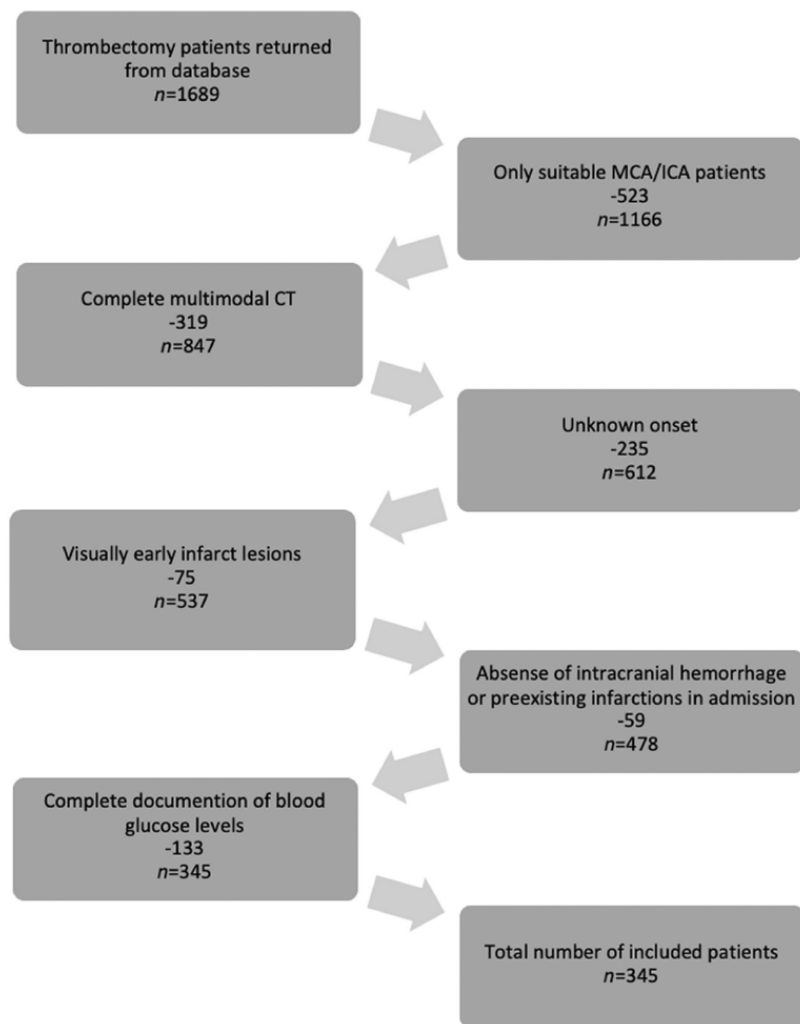 Thrombectomy patients returned
from database
n=1689
Only suitable MCA/ICA patients
-523
n=1166
Complete multimodal CT
-319
n=847
Unknown onset
-235
n=612
Visually early infarct lesions
-75
n=537
Absense of intracranial hemorrhage
or preexisting infarctions in admission
-59
n=478
Complete documention of blood
glucose levels
-133
n=345
Total number of included patients
n=345